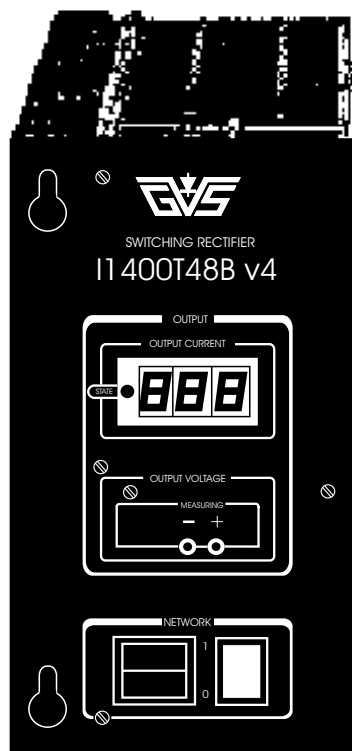 GVS
SWITCHING RECTIFIER
I1400T48B v4
OUTPUT
OUTPUT CURRENT
STATE
888
OUTPUT VOLTAGE
MEASURING
− +
NETWORK
1
0